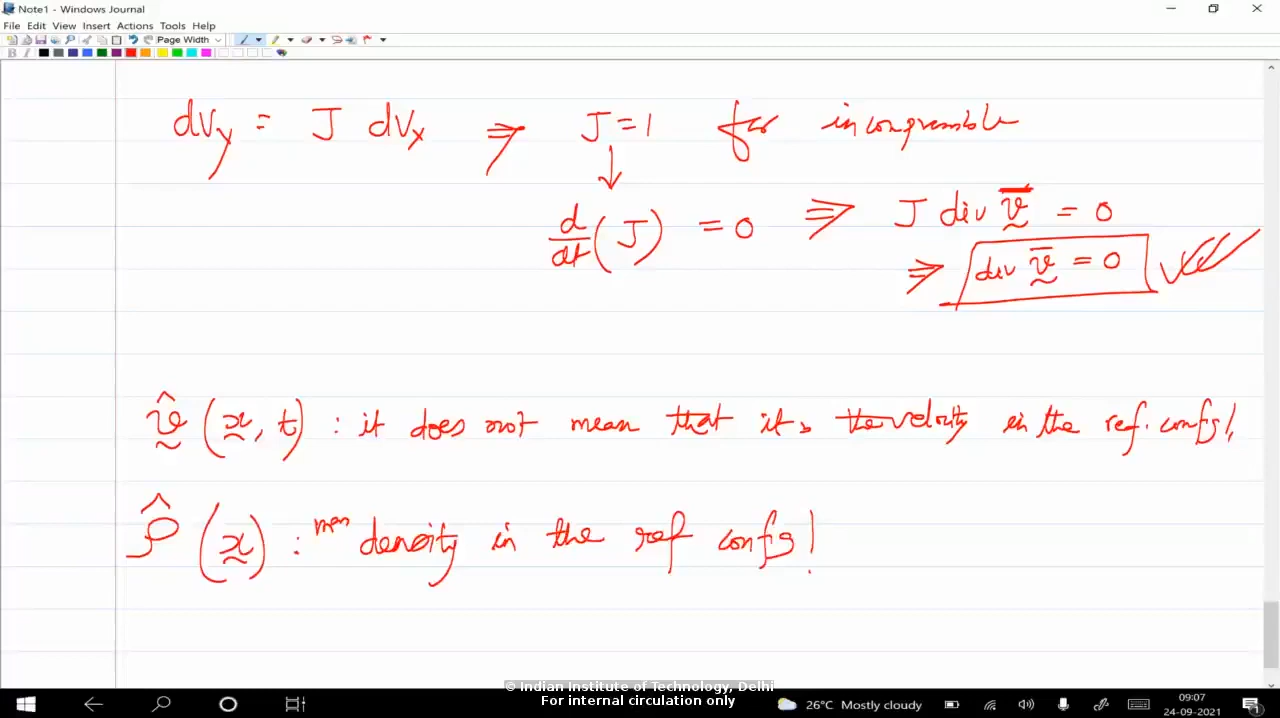 Note1 - Windows Journal
File Edit View Insert Actions Tools Help
Page Width
dv_y = J dv_x ⇒ J=1 for incompressible
↓
d/dt (J) = 0 ⇒ J div v̅ = 0
⇒ div v̅ = 0
v̂ (x, t) : it does not mean that it's the velocity in the ref. config!
ρ̂ (x) : mass density in the ref config!
© Indian Institute of Technology, Delhi
For internal circulation only
26°C Mostly cloudy
09:07
24-09-2021
1